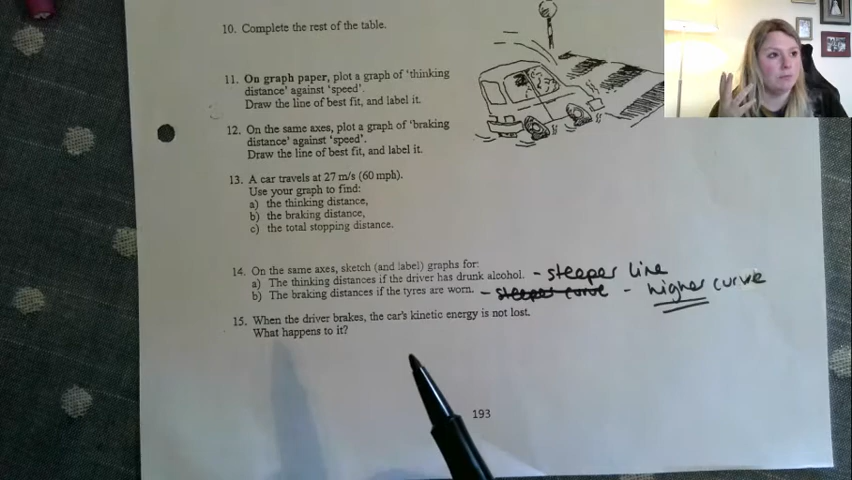 10. Complete the rest of the table.
11. On graph paper, plot a graph of 'thinking
distance' against 'speed'.
Draw the line of best fit, and label it.
12. On the same axes, plot a graph of 'braking
distance' against 'speed'.
Draw the line of best fit, and label it.
13. A car travels at 27 m/s (60 mph).
Use your graph to find:
a) the thinking distance,
b) the braking distance,
c) the total stopping distance.
14. On the same axes, sketch (and label) graphs for:
a) The thinking distances if the driver has drunk alcohol. - steeper line
b) The braking distances if the tyres are worn. - steeper curve - higher curve
15. When the driver brakes, the car's kinetic energy is not lost.
What happens to it?
193